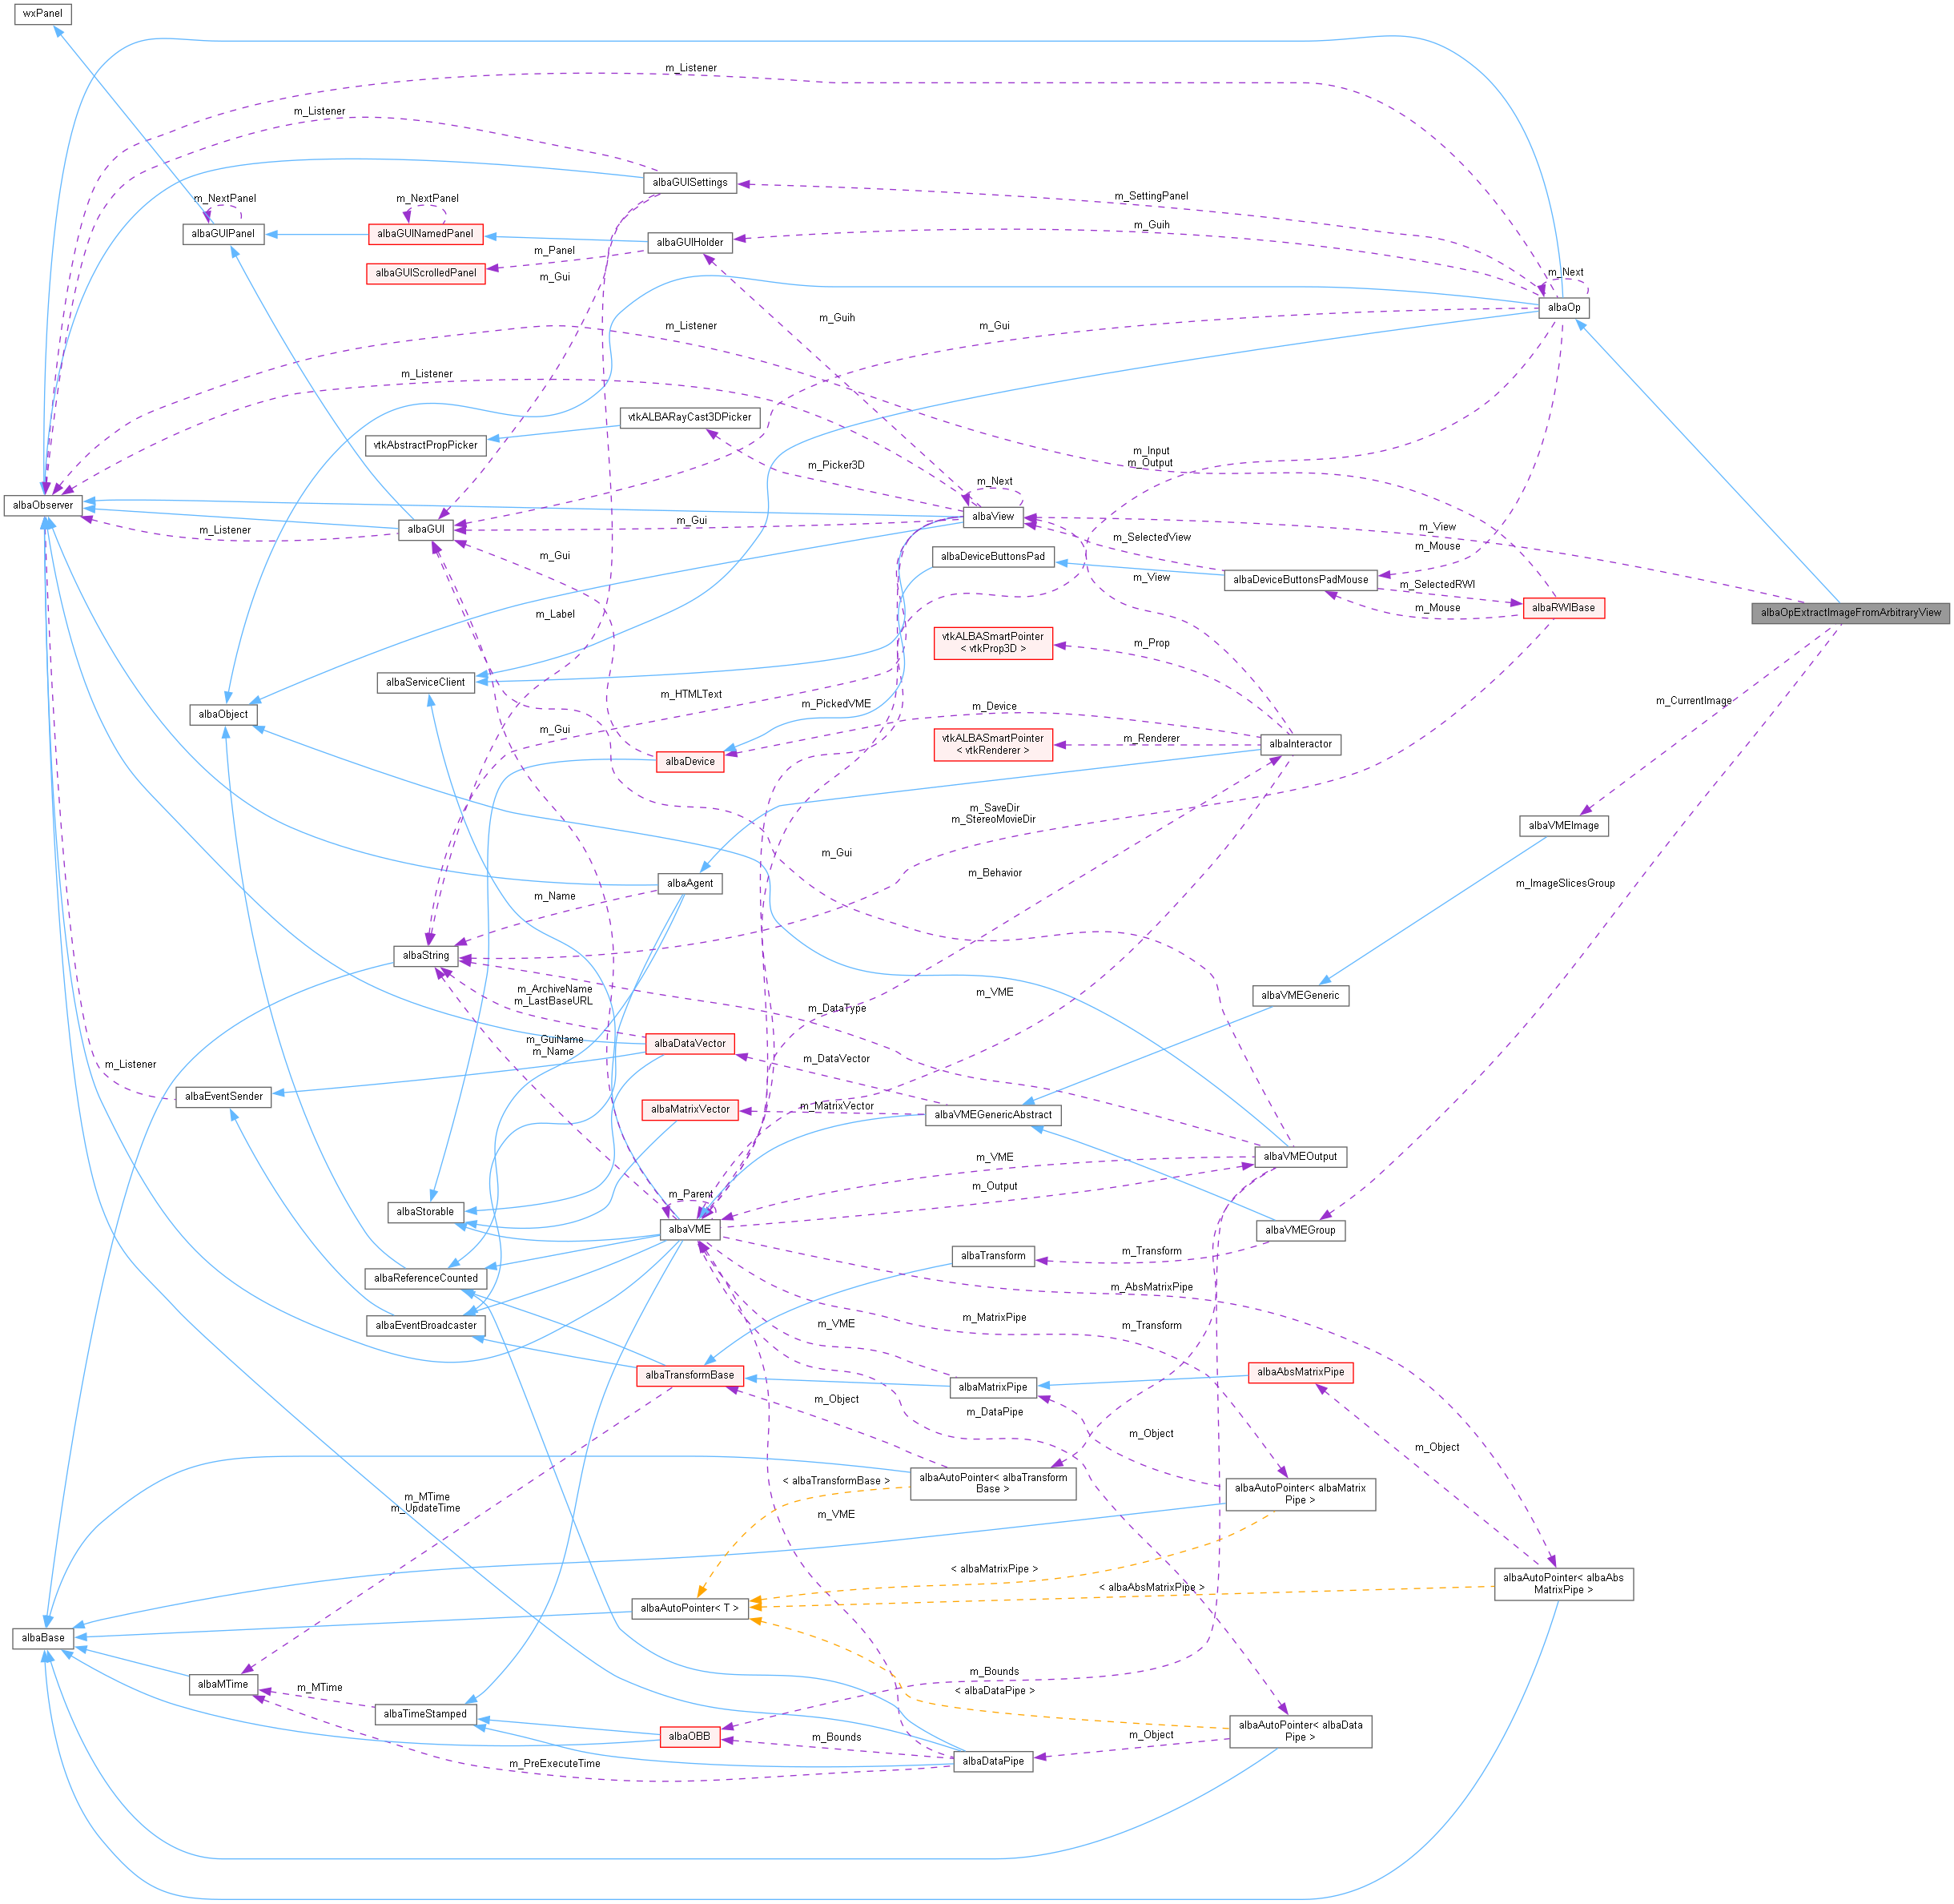 wxPanel
m_Listener
m_Listener
albaGUISettings
m_SettingPanel
m_NextPanel
m_NextPanel
albaGUIPanel
albaGUINamedPanel
albaGUIHolder
m_Guih
m_Panel
albaGUIScrolledPanel
m_Gui
m_Next
albaOp
m_Guih
m_Listener
m_Gui
m_Listener
vtkALBARayCast3DPicker
vtkAbstractPropPicker
m_Picker3D
m_Input
m_Output
m_Next
albaObserver
albaView
m_Listener
albaGUI
m_Gui
m_View
m_SelectedView
m_Mouse
m_Gui
albaDeviceButtonsPad
m_View
albaDeviceButtonsPadMouse
m_SelectedRWI
m_Mouse
albaRWIBase
albaOpExtractImageFromArbitraryView
m_Label
vtkALBASmartPointer
< vtkProp3D >
m_Prop
albaServiceClient
m_HTMLText
m_PickedVME
m_Device
m_CurrentImage
albaObject
m_Gui
vtkALBASmartPointer
< vtkRenderer >
m_Renderer
albaInteractor
albaDevice
m_SaveDir
m_StereoMovieDir
albaVMEImage
m_Gui
m_Behavior
albaAgent
m_Name
m_ImageSlicesGroup
albaString
m_ArchiveName
m_LastBaseURL
m_DataType
m_VME
albaVMEGeneric
m_GuiName
m_Name
albaDataVector
m_DataVector
m_Listener
albaEventSender
albaMatrixVector
m_MatrixVector
albaVMEGenericAbstract
m_VME
albaVMEOutput
m_Parent
m_Output
albaStorable
albaVME
albaVMEGroup
albaTransform
m_Transform
albaReferenceCounted
m_AbsMatrixPipe
albaEventBroadcaster
m_VME
m_MatrixPipe
m_Transform
albaTransformBase
albaMatrixPipe
albaAbsMatrixPipe
m_Object
m_DataPipe
m_Object
m_Object
< albaTransformBase >
albaAutoPointer< albaTransform
Base >
albaAutoPointer< albaMatrix
Pipe >
m_MTime
m_UpdateTime
m_VME
< albaMatrixPipe >
< albaAbsMatrixPipe >
albaAutoPointer< albaAbs
MatrixPipe >
albaAutoPointer< T >
albaBase
albaMTime
m_MTime
m_Bounds
< albaDataPipe >
albaTimeStamped
albaOBB
m_Bounds
m_Object
albaAutoPointer< albaData
Pipe >
m_PreExecuteTime
albaDataPipe